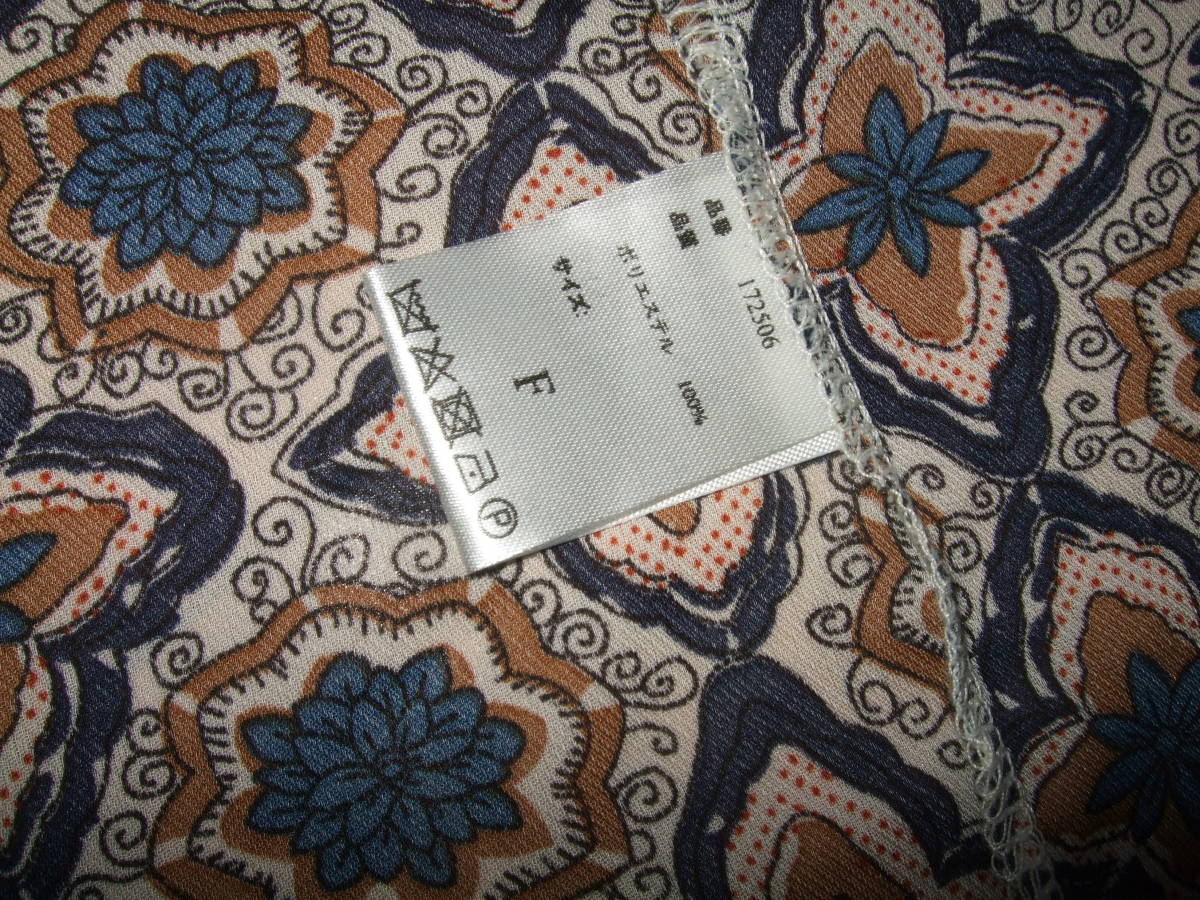 品番 172506
品質
ポリエステル 100%
サイズ:
F
P